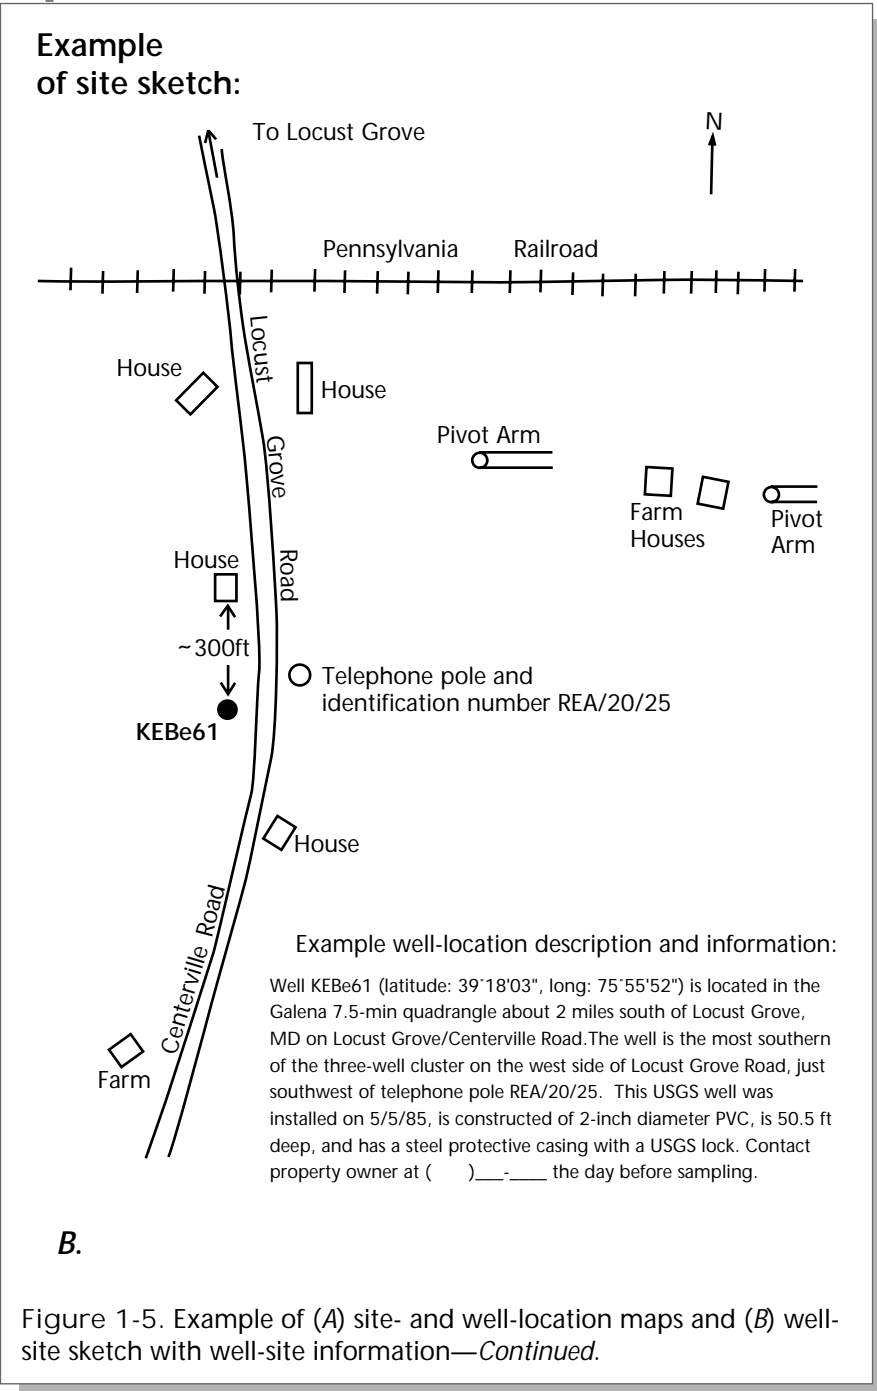 Example
of site sketch:
To Locust Grove
N
Pennsylvania Railroad
Locust
House
House
Grove
Pivot Arm
Farm
Houses
Pivot
Arm
House
Road
~300ft
Telephone pole and
identification number REA/20/25
KEBe61
House
Centerville Road
Farm
Example well-location description and information:
Well KEBe61 (latitude: 39°18'03", long: 75°55'52") is located in the
Galena 7.5-min quadrangle about 2 miles south of Locust Grove,
MD on Locust Grove/Centerville Road.The well is the most southern
of the three-well cluster on the west side of Locust Grove Road, just
southwest of telephone pole REA/20/25. This USGS well was
installed on 5/5/85, is constructed of 2-inch diameter PVC, is 50.5 ft
deep, and has a steel protective casing with a USGS lock. Contact
property owner at ( )___-____ the day before sampling.
B.
Figure 1-5. Example of (A) site- and well-location maps and (B) well-
site sketch with well-site information—Continued.